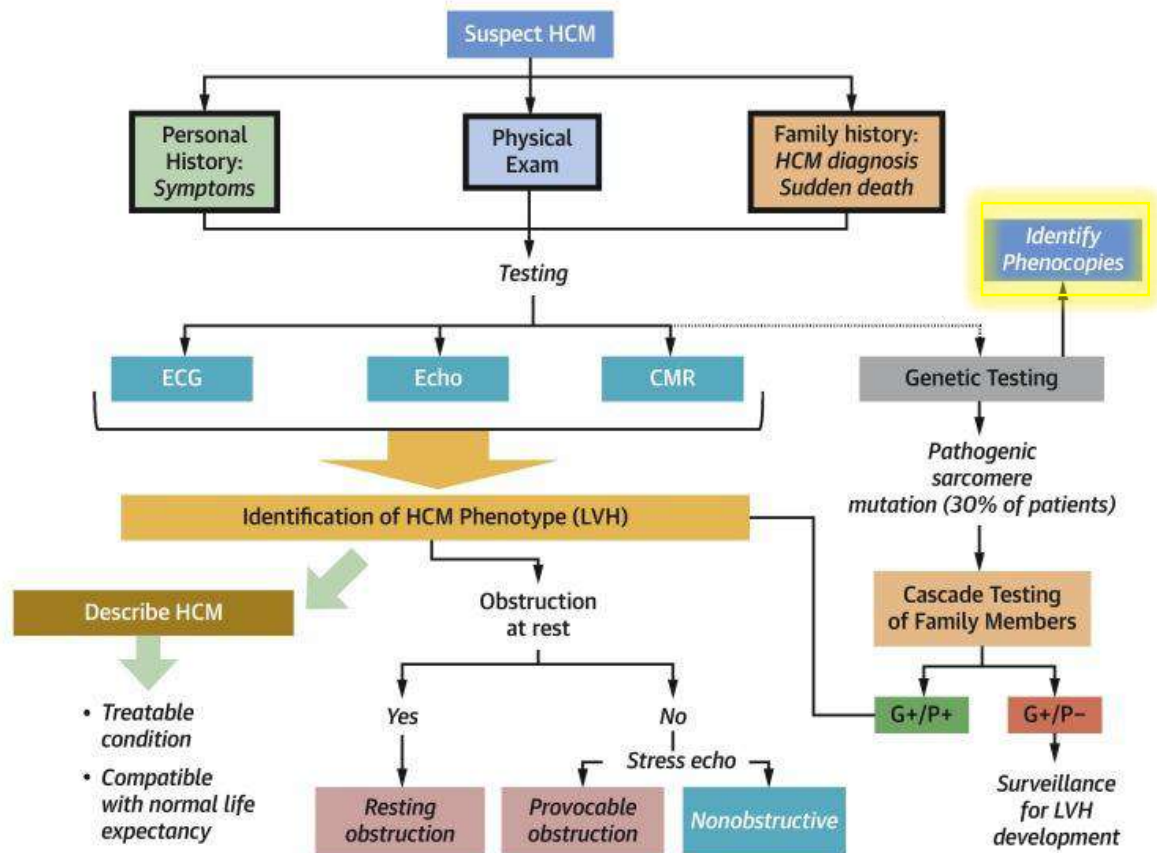 Suspect HCM
Personal
History:
Symptoms
Physical
Exam
Family history:
HCM diagnosis
Sudden death
Identify
Phenocopies
Testing
ECG
Echo
CMR
Genetic Testing
Pathogenic
sarcomere
mutation (30% of patients)
Identification of HCM Phenotype (LVH)
Describe HCM
Obstruction
at rest
Cascade Testing
of Family Members
• Treatable
condition
• Compatible
with normal life
expectancy
Yes
No
G+/P+
G+/P–
Stress echo
Resting
obstruction
Provocable
obstruction
Nonobstructive
Surveillance
for LVH
development